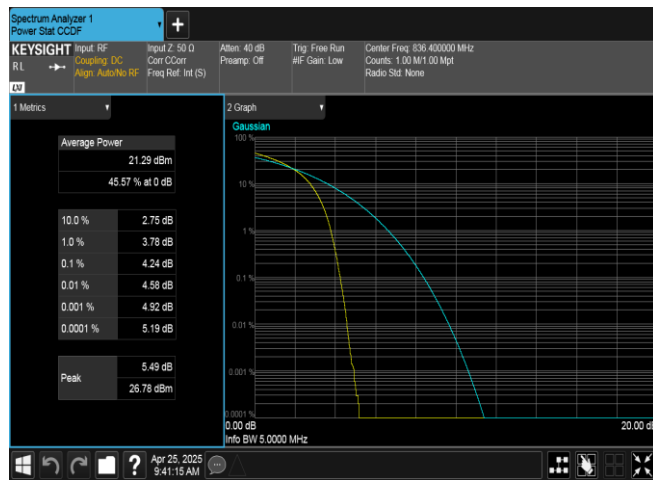 Spectrum Analyzer 1
Power Stat CCDF
KEYSIGHT
Input: RF
Coupling: DC
Align: Auto/No RF
Input Z: 50 Ω
Corr CCorr
Freq Ref: Int (S)
Atten: 40 dB
Preamp: Off
Trig: Free Run
#IF Gain: Low
Center Freq: 836.400000 MHz
Counts: 1.00 M/1.00 Mpt
Radio Std: None
R L
LXI
1 Metrics
Average Power
21.29 dBm
45.57 % at 0 dB
10.0 % 2.75 dB
1.0 % 3.78 dB
0.1 % 4.24 dB
0.01 % 4.58 dB
0.001 % 4.92 dB
0.0001 % 5.19 dB
Peak
5.49 dB
26.78 dBm
2 Graph
Gaussian
100 %
10 %
1 %
0.1 %
0.01 %
0.001 %
0.0001 %
0.00 dB
20.00 d
Info BW 5.0000 MHz
?
Apr 25, 2025
9:41:15 AM